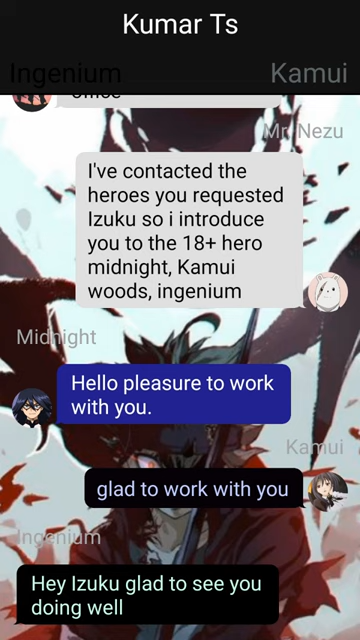 Kumar Ts
Ingenium
Kamui
office
Mr. Nezu
I've contacted the
heroes you requested
Izuku so i introduce
you to the 18+ hero
midnight, Kamui
woods, ingenium
Midnight
Hello pleasure to work
with you.
Kamui
glad to work with you
Ingenium
Hey Izuku glad to see you
doing well